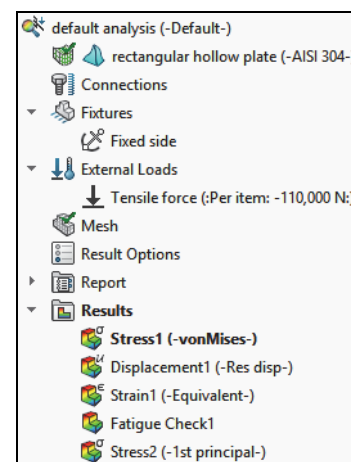 default analysis (-Default-)
rectangular hollow plate (-AISI 304-
Connections
Fixtures
Fixed side
External Loads
Tensile force (:Per item: -110,000 N:)
Mesh
Result Options
Report
Results
Stress1 (-vonMises-)
Displacement1 (-Res disp-)
Strain1 (-Equivalent-)
Fatigue Check1
Stress2 (-1st principal-)